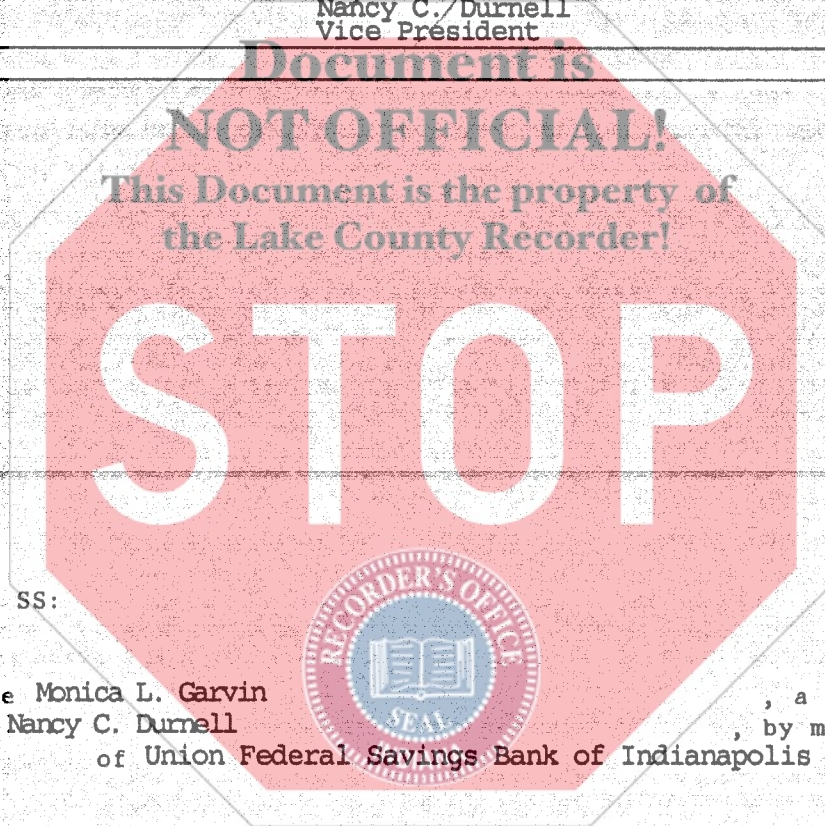 Nancy C. Durnell
Vice President
Document is
NOT OFFICIAL!
This Document is the property of
the Lake County Recorder!
STOP
RECORDER'S OFFICE
SEAL
SS:
e Monica L. Garvin , a
Nancy C. Durnell , by m
of Union Federal Savings Bank of Indianapolis